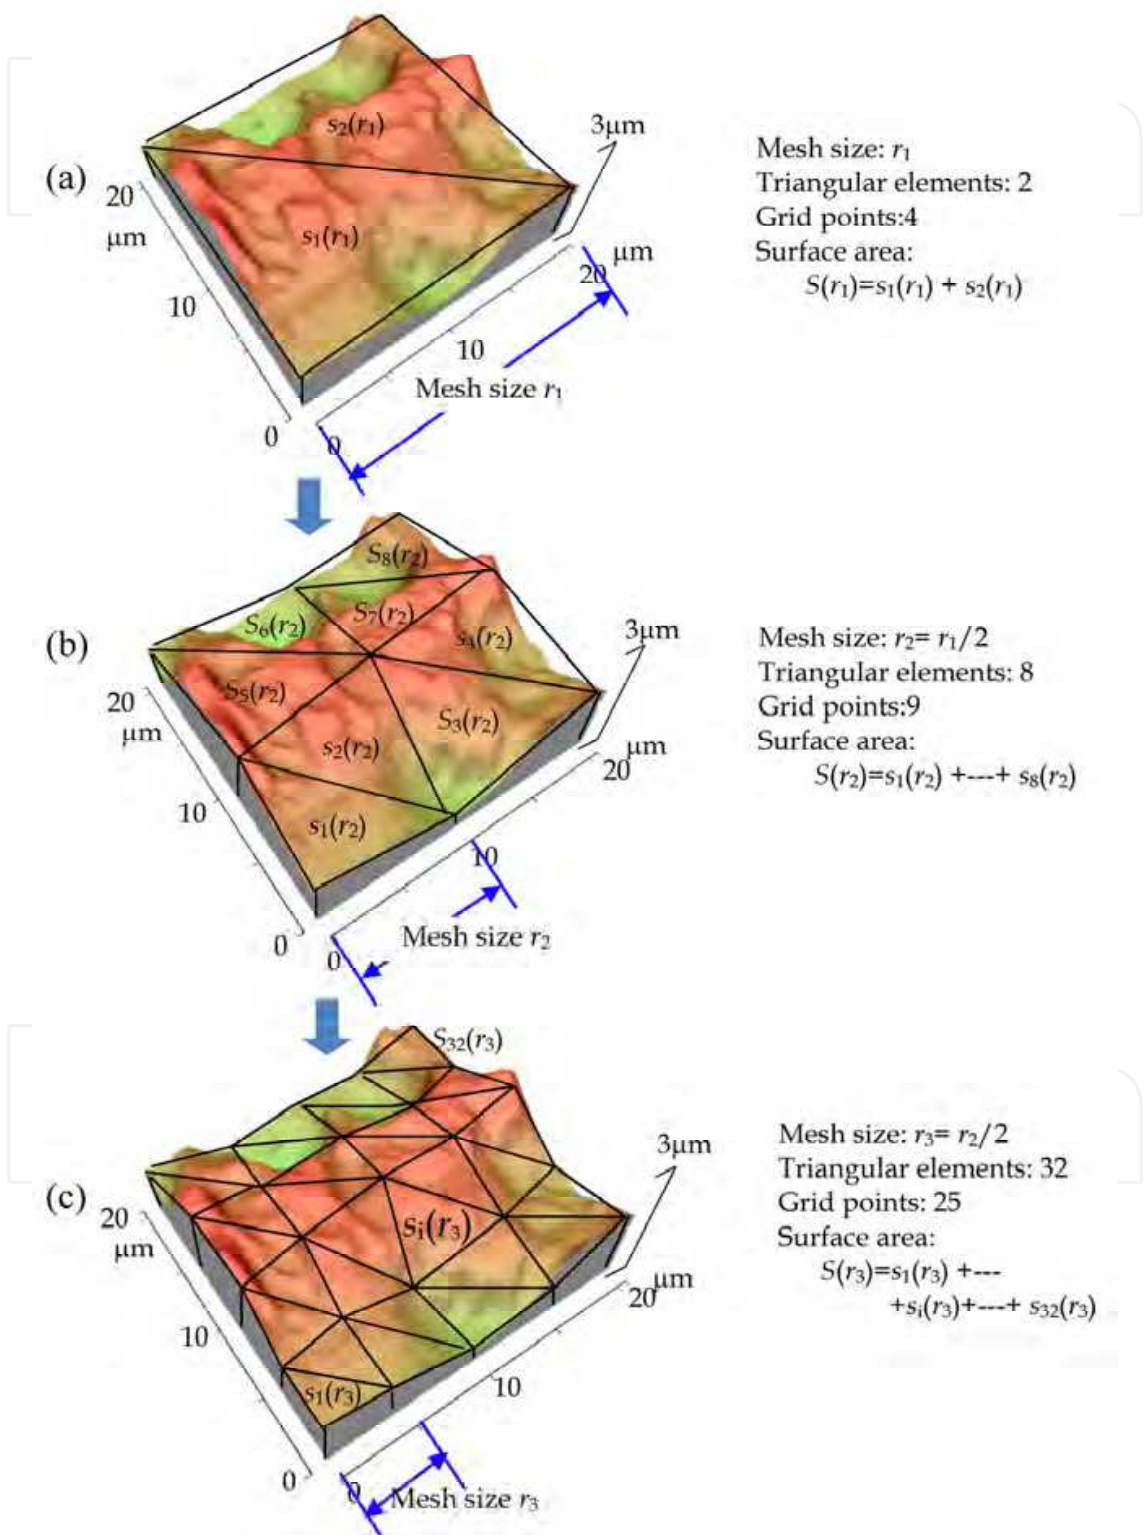 s2(r1)
3μm
(a)
20
μm
s1(r1)
μm
20
10
10
Mesh size r1
0
0
Mesh size: r1
Triangular elements: 2
Grid points:4
Surface area:
S(r1)=s1(r1) + s2(r1)
S8(r2)
S6(r2)
S7(r2)
s4(r2)
3μm
(b)
20
μm
S5(r2)
S3(r2)
s2(r2)
μm
20
10
s1(r2)
10
Mesh size r2
0
0
Mesh size: r2= r1/2
Triangular elements: 8
Grid points:9
Surface area:
S(r2)=s1(r2) +---+ s8(r2)
S32(r3)
3μm
(c)
20
μm
si(r3)
μm
20
10
s1(r3)
10
0
0
Mesh size r3
Mesh size: r3= r2/2
Triangular elements: 32
Grid points: 25
Surface area:
S(r3)=s1(r3) +---
+si(r3)+---+ s32(r3)